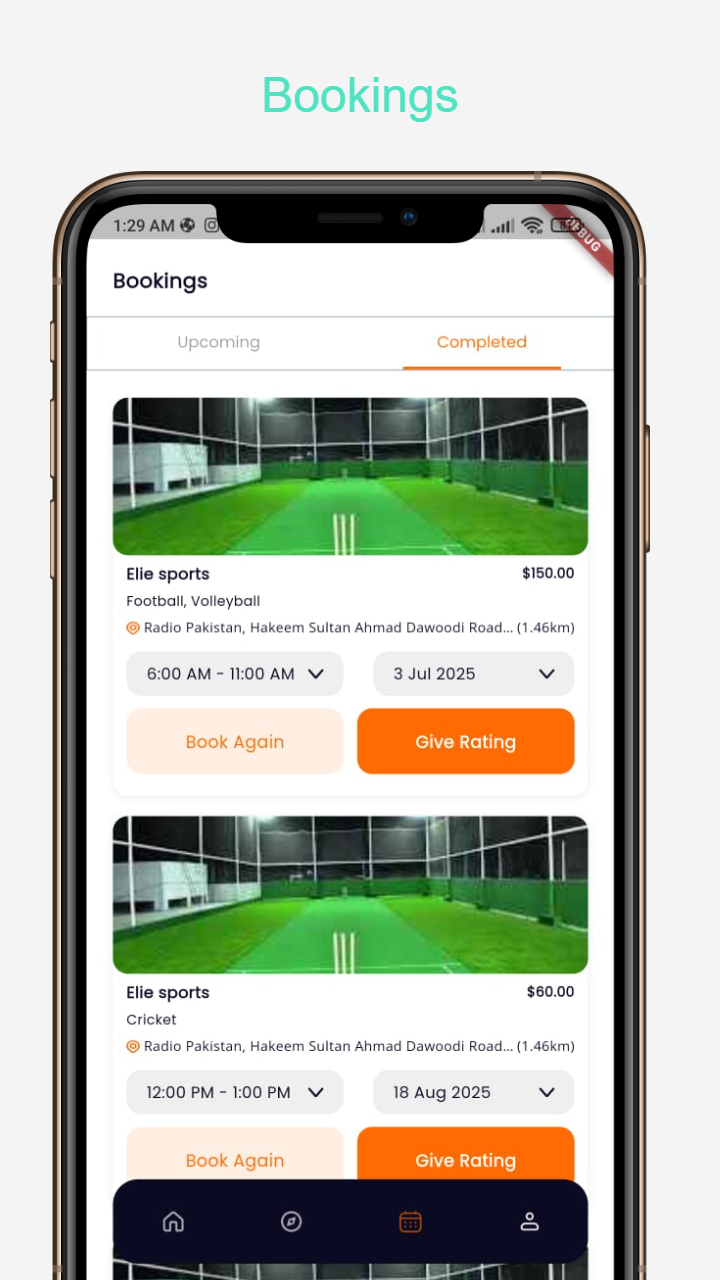 Bookings
1:29 AM
DEBUG
Bookings
Upcoming
Completed
Elie sports
$150.00
Football, Volleyball
Radio Pakistan, Hakeem Sultan Ahmad Dawoodi Road... (1.46km)
6:00 AM - 11:00 AM
3 Jul 2025
Book Again
Give Rating
Elie sports
$60.00
Cricket
Radio Pakistan, Hakeem Sultan Ahmad Dawoodi Road... (1.46km)
12:00 PM - 1:00 PM
18 Aug 2025
Book Again
Give Rating